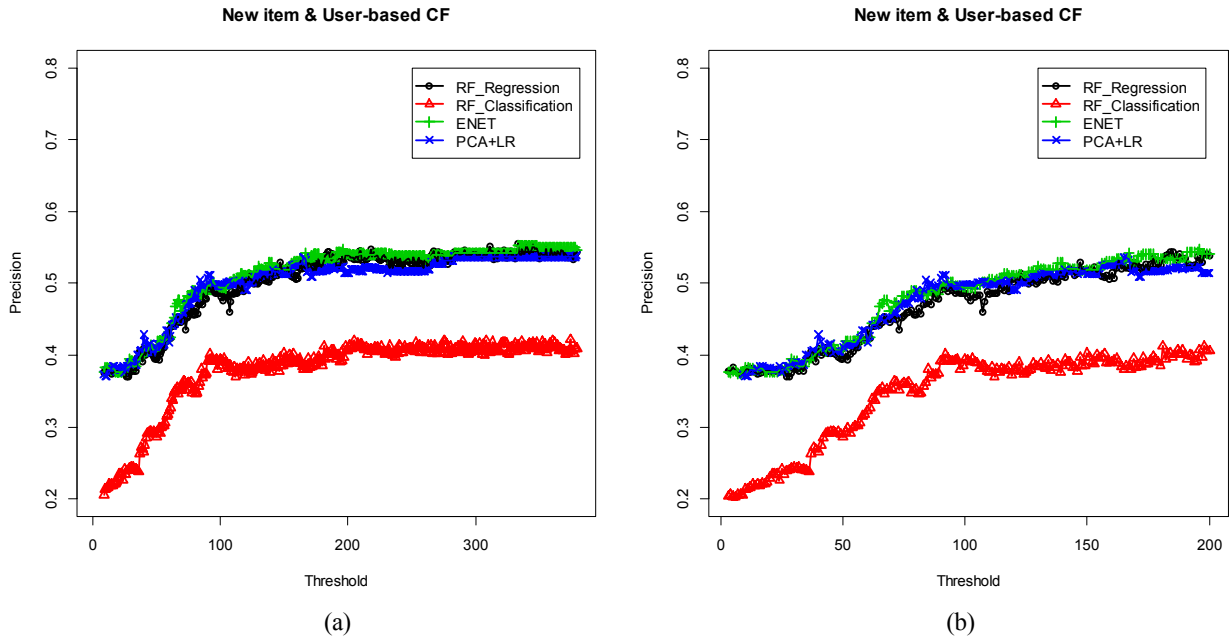 New item & User-based CF
Precision
0.8
0.7
0.6
0.5
0.4
0.3
0.2
RF_Regression
RF_Classification
ENET
PCA+LR
0
100
200
300
Threshold
(a)
New item & User-based CF
Precision
0.8
0.7
0.6
0.5
0.4
0.3
0.2
RF_Regression
RF_Classification
ENET
PCA+LR
0
50
100
150
200
Threshold
(b)